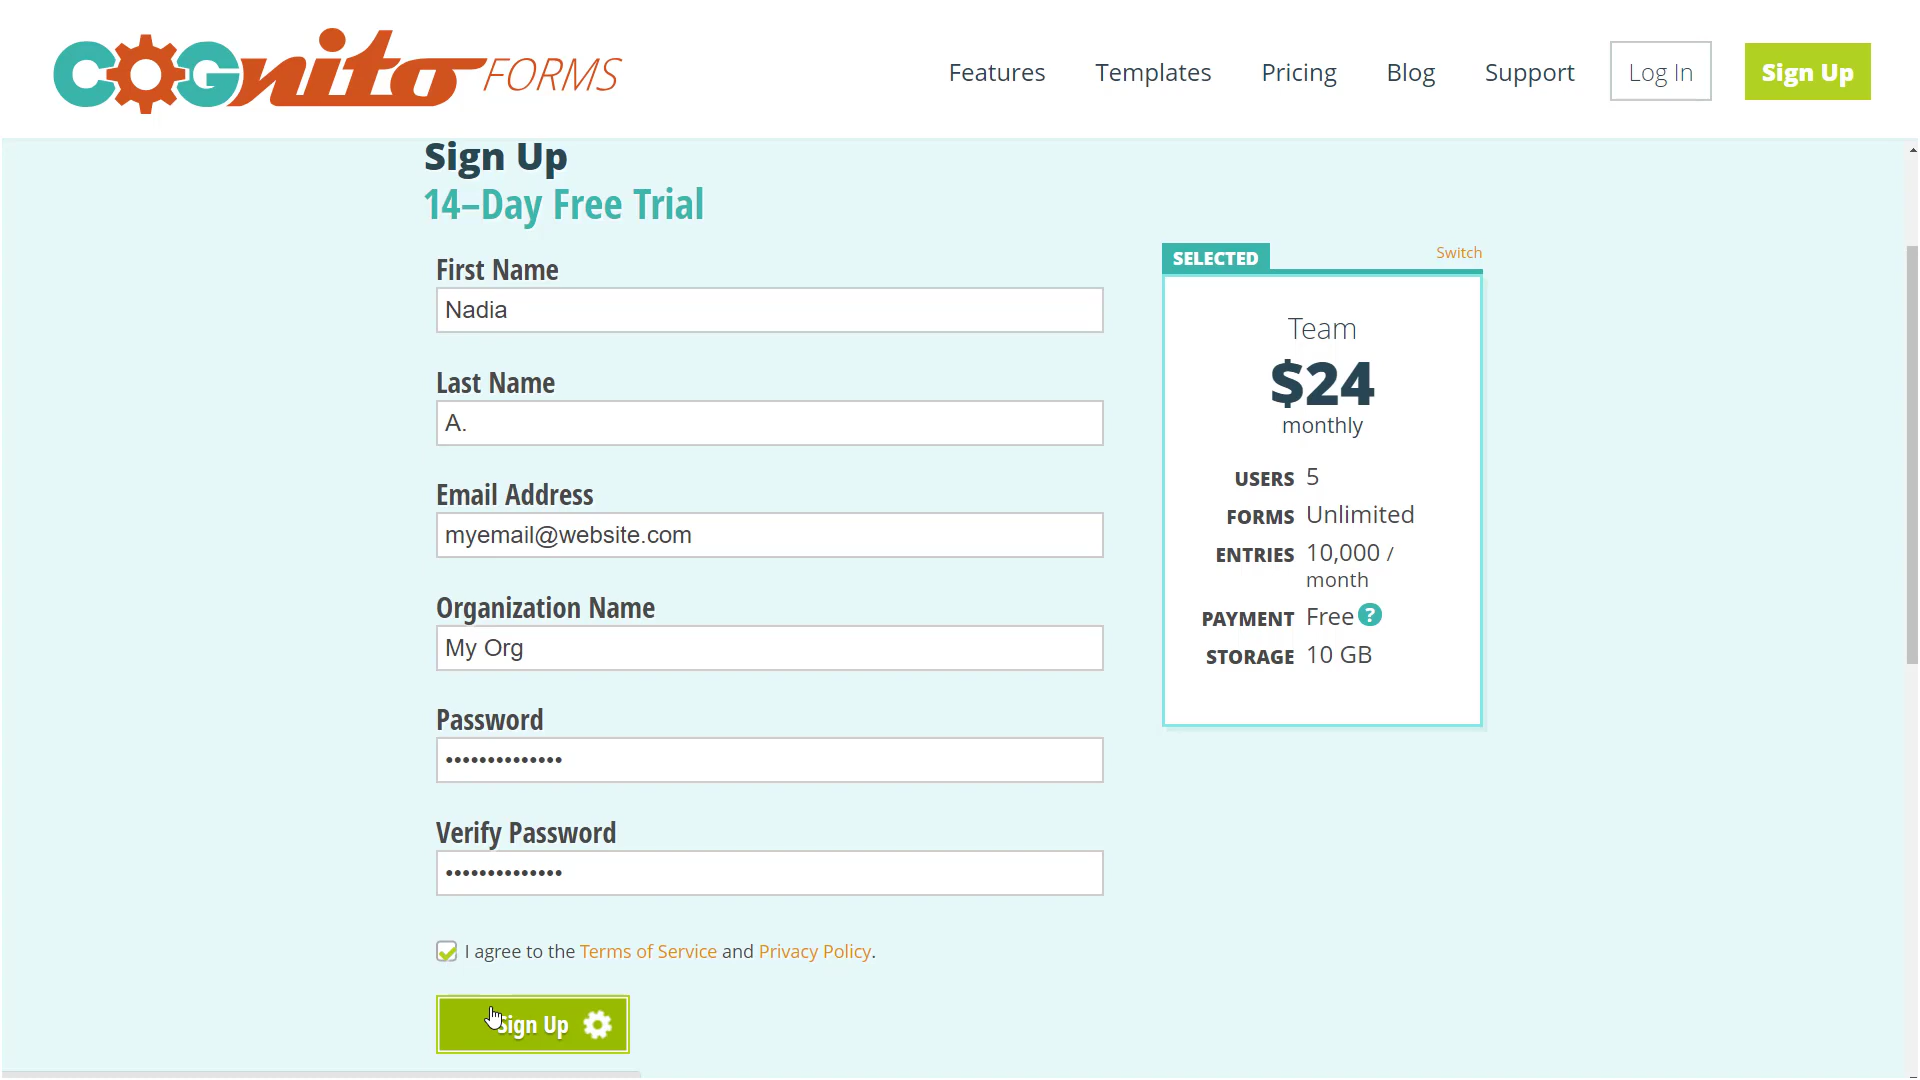 COGnito FORMS
Features Templates Pricing Blog Support Log In Sign Up
Sign Up
14–Day Free Trial
First Name
Nadia
Last Name
A.
Email Address
myemail@website.com
Organization Name
My Org
Password
••••••••••••••
Verify Password
••••••••••••••
I agree to the Terms of Service and Privacy Policy.
Sign Up
SELECTED Switch
Team
$24
monthly
USERS 5
FORMS Unlimited
ENTRIES 10,000 /
month
PAYMENT Free ?
STORAGE 10 GB